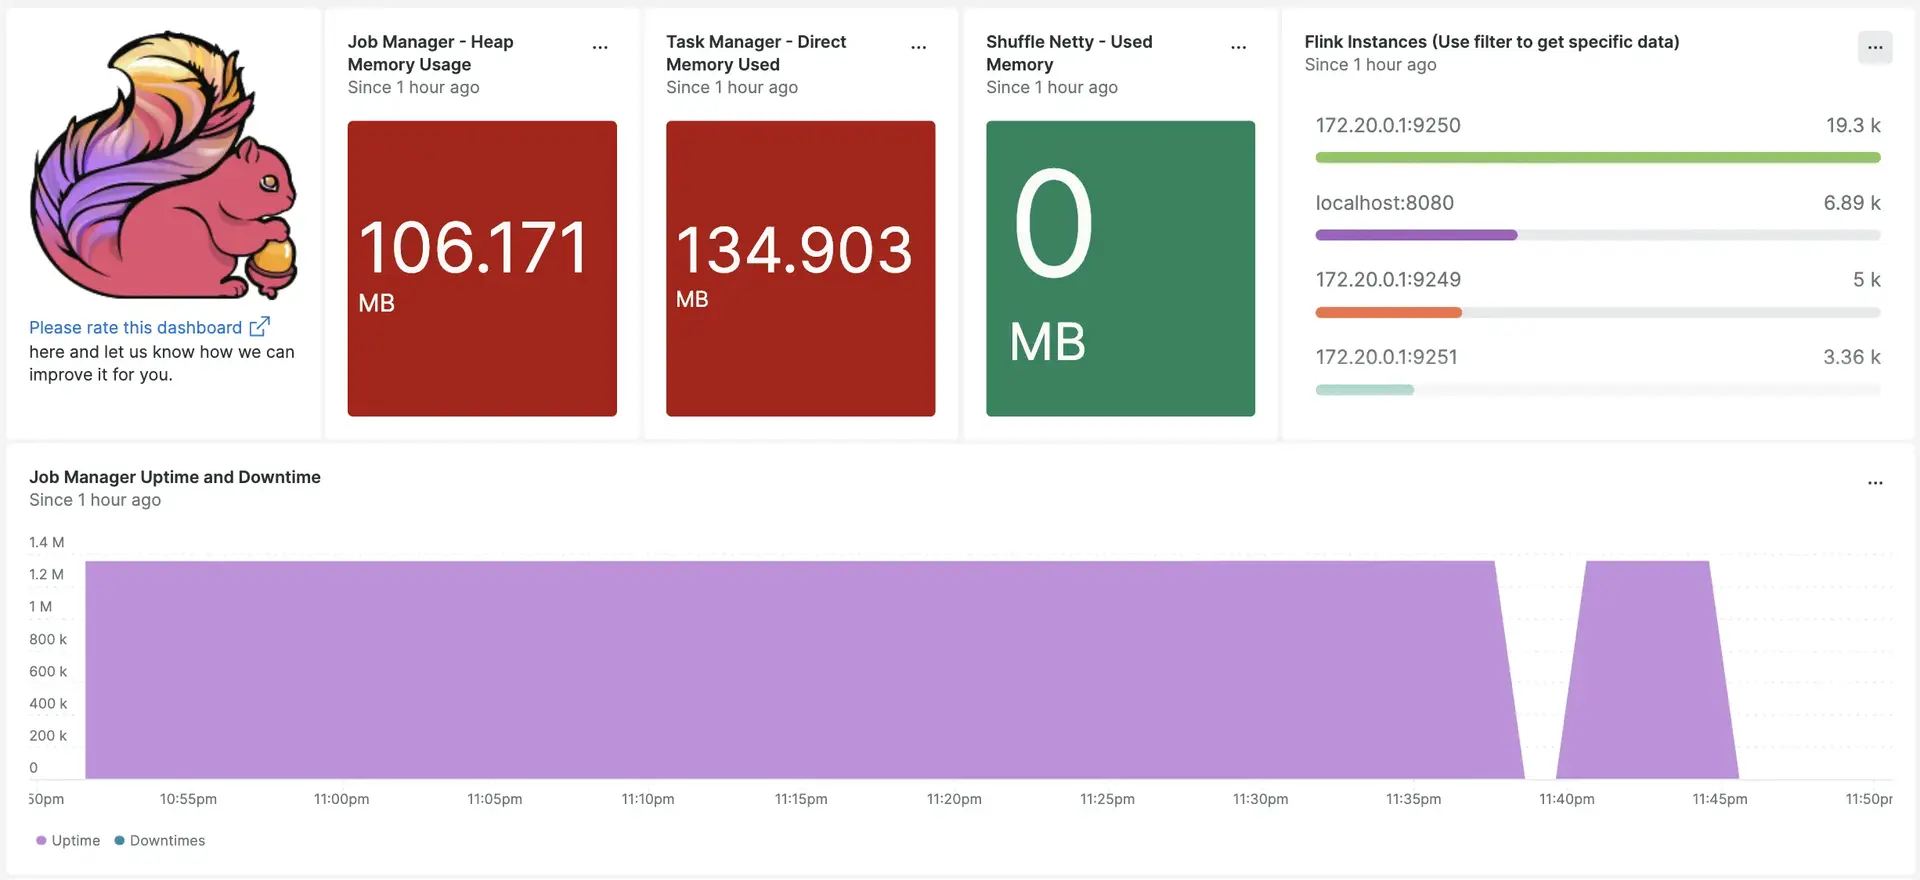 Please rate this dashboard
here and let us know how we can
improve it for you.
Job Manager - Heap
Memory Usage
Since 1 hour ago
...
106.171
MB
Task Manager - Direct
Memory Used
Since 1 hour ago
...
134.903
MB
Shuffle Netty - Used
Memory
Since 1 hour ago
...
0
MB
Flink Instances (Use filter to get specific data)
Since 1 hour ago
...
172.20.0.1:9250 19.3 k
localhost:8080 6.89 k
172.20.0.1:9249 5 k
172.20.0.1:9251 3.36 k
Job Manager Uptime and Downtime
Since 1 hour ago
...
1.4 M
1.2 M
1 M
800 k
600 k
400 k
200 k
0
50pm 10:55pm 11:00pm 11:05pm 11:10pm 11:15pm 11:20pm 11:25pm 11:30pm 11:35pm 11:40pm 11:45pm 11:50pr
Uptime Downtimes